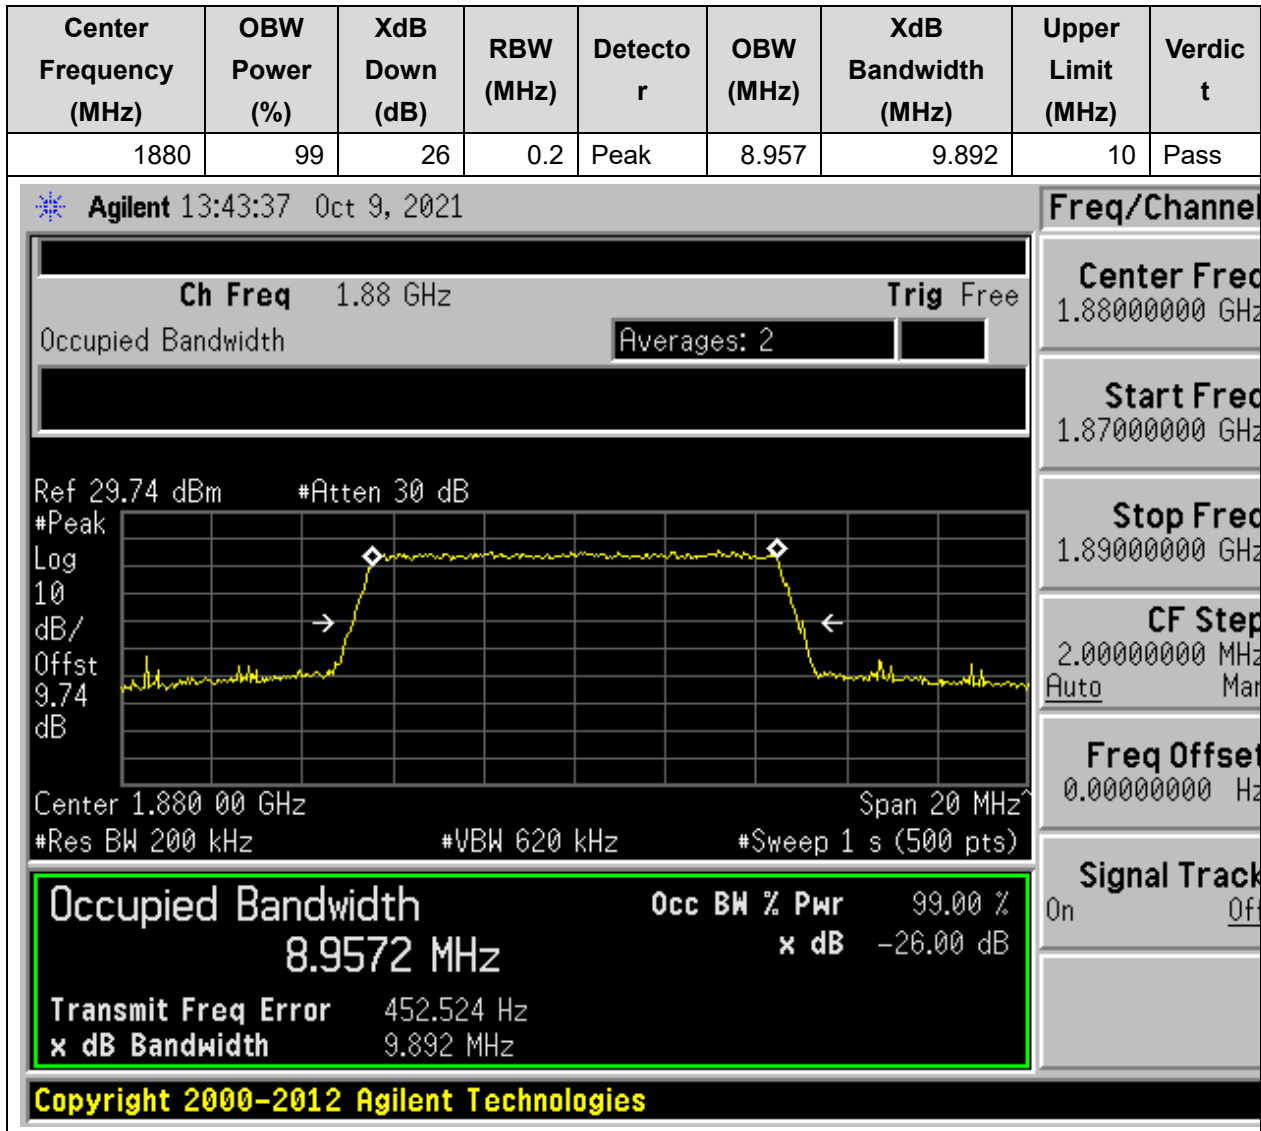 Center Frequency (MHz) OBW Power (%) XdB Down (dB) RBW (MHz) Detector OBW (MHz) XdB Bandwidth (MHz) Upper Limit (MHz) Verdict
1880 99 26 0.2 Peak 8.957 9.892 10 Pass
Agilent 13:43:37 Oct 9, 2021
Freq/Channel
Ch Freq 1.88 GHz Trig Free
Occupied Bandwidth Averages: 2
Center Freq
1.88000000 GHz
Start Freq
1.87000000 GHz
Stop Freq
1.89000000 GHz
CF Step
2.00000000 MHz
Auto Man
Freq Offset
0.00000000 Hz
Signal Track
On Off
Ref 29.74 dBm #Atten 30 dB
#Peak
Log
10
dB/
Offst
9.74
dB
Center 1.880 00 GHz Span 20 MHz^
#Res BW 200 kHz #VBW 620 kHz #Sweep 1 s (500 pts)
Occupied Bandwidth Occ BW % Pwr 99.00 %
8.9572 MHz x dB -26.00 dB
Transmit Freq Error 452.524 Hz
x dB Bandwidth 9.892 MHz
Copyright 2000-2012 Agilent Technologies